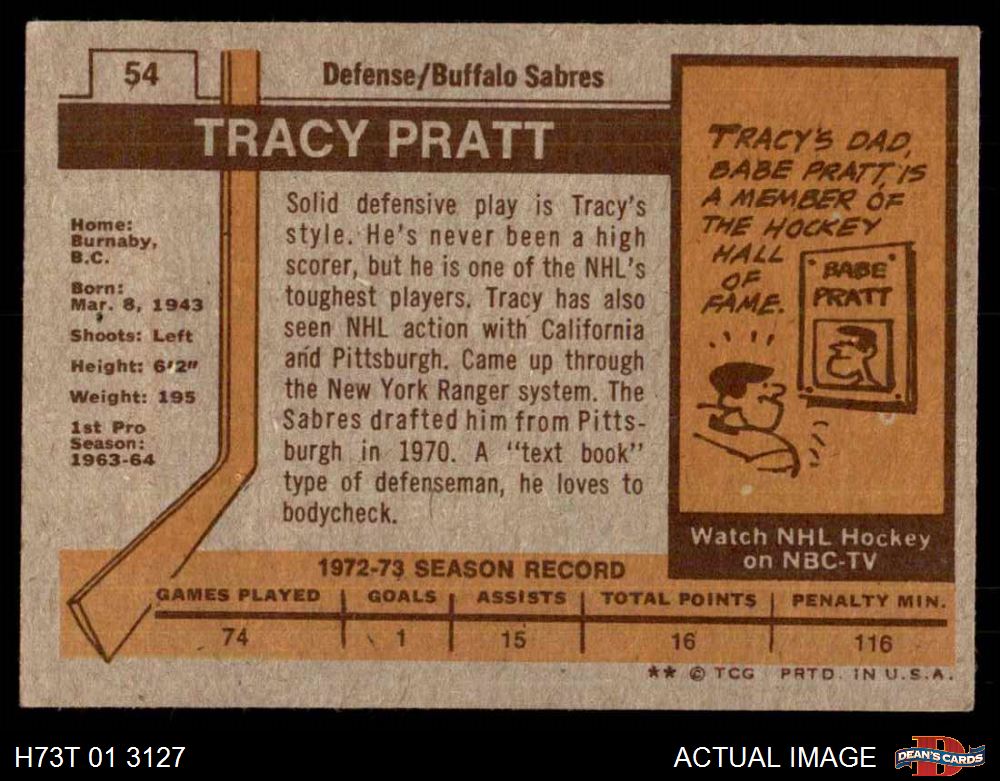 54
Defense/Buffalo Sabres
TRACY PRATT
Home:
Burnaby,
B.C.
Born:
Mar. 8, 1943
Shoots: Left
Height: 6'2"
Weight: 195
1st Pro
Season:
1963-64
Solid defensive play is Tracy's
style. He's never been a high
scorer, but he is one of the NHL's
toughest players. Tracy has also
seen NHL action with California
and Pittsburgh. Came up through
the New York Ranger system. The
Sabres drafted him from Pitts-
burgh in 1970. A "text book"
type of defenseman, he loves to
bodycheck.
TRACY'S DAD,
BABE PRATT, IS
A MEMBER OF
THE HOCKEY
HALL
OF
FAME.
BABE
PRATT
Watch NHL Hockey
on NBC-TV
1972-73 SEASON RECORD
GAMES PLAYED GOALS ASSISTS TOTAL POINTS PENALTY MIN.
74 1 15 16 116
** © TCG PRTD. IN U.S.A.
H73T 01 3127
ACTUAL IMAGE
D
DEAN'S CARDS